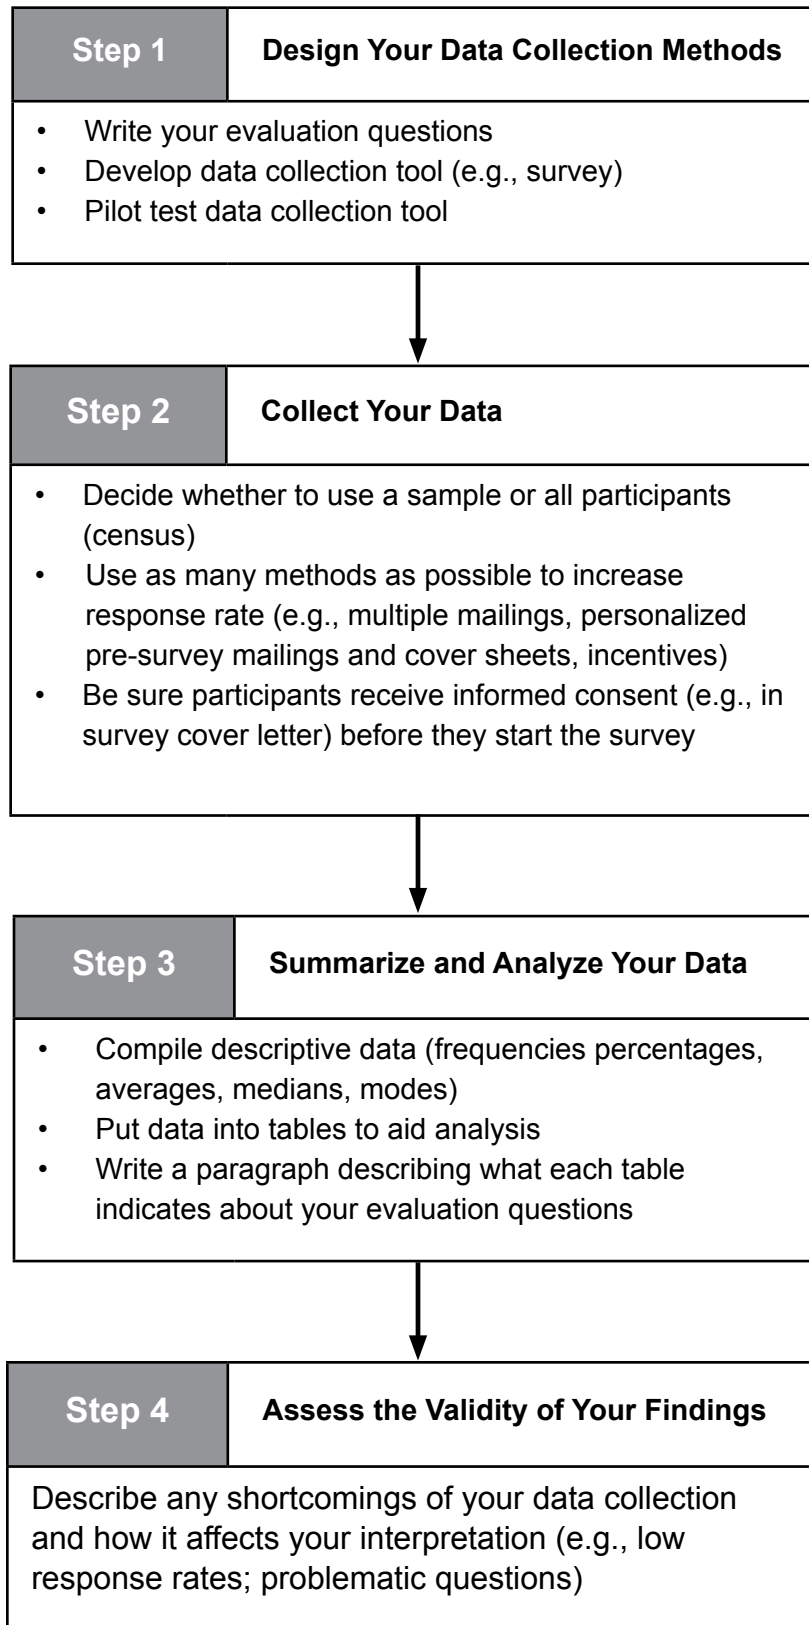 Step 1
Design Your Data Collection Methods
• Write your evaluation questions
• Develop data collection tool (e.g., survey)
• Pilot test data collection tool
Step 2
Collect Your Data
• Decide whether to use a sample or all participants
(census)
• Use as many methods as possible to increase
response rate (e.g., multiple mailings, personalized
pre-survey mailings and cover sheets, incentives)
• Be sure participants receive informed consent (e.g., in
survey cover letter) before they start the survey
Step 3
Summarize and Analyze Your Data
• Compile descriptive data (frequencies percentages,
averages, medians, modes)
• Put data into tables to aid analysis
• Write a paragraph describing what each table
indicates about your evaluation questions
Step 4
Assess the Validity of Your Findings
Describe any shortcomings of your data collection
and how it affects your interpretation (e.g., low
response rates; problematic questions)